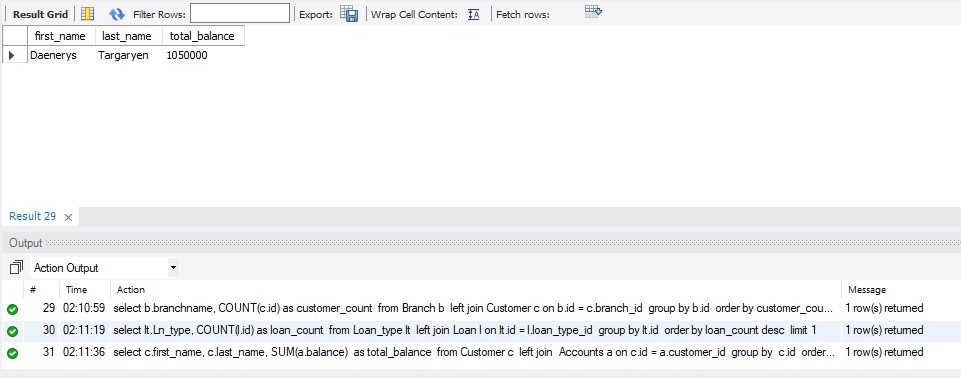 Result Grid Filter Rows: Export: Wrap Cell Content: Fetch rows:
first_name last_name total_balance
Daenerys Targaryen 1050000
Result 29
Output
Action Output
# Time Action Message
29 02:10:59 select b.branchname, COUNT(c.id) as customer_count from Branch b left join Customer c on b.id = c.branch_id group by b.id order by customer_cou... 1 row(s) returned
30 02:11:19 select lt.Ln_type, COUNT(l.id) as loan_count from Loan_type lt left join Loan l on lt.id = l.loan_type_id group by lt.id order by loan_count desc limit 1 1 row(s) returned
31 02:11:36 select c.first_name, c.last_name, SUM(a.balance) as total_balance from Customer c left join Accounts a on c.id = a.customer_id group by c.id order... 1 row(s) returned